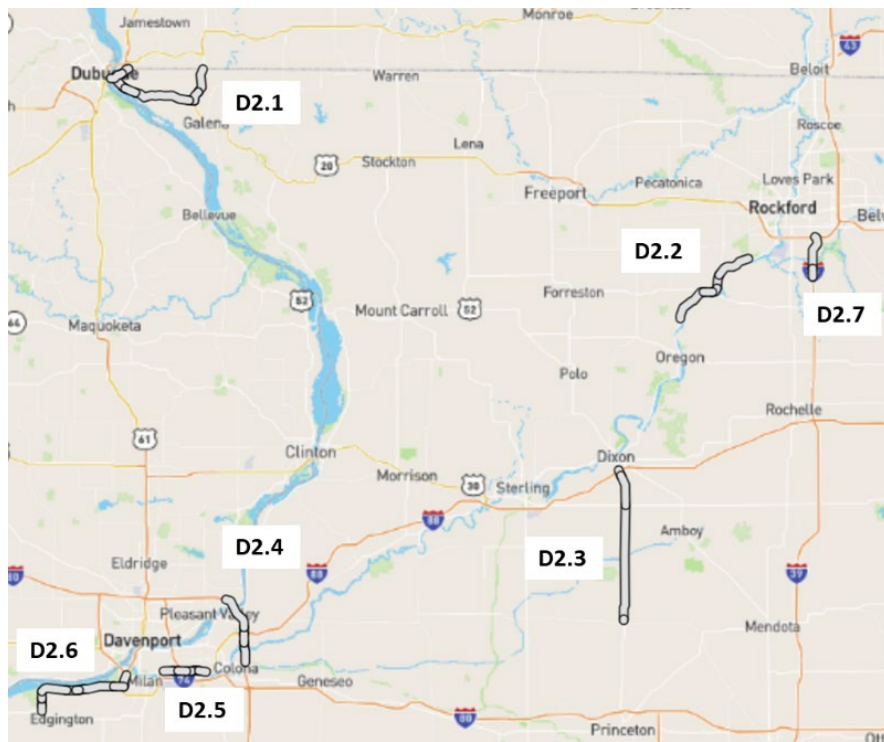 Jamestown
Monroe
43
Dubuque
Warren
Beloit
D2.1
Galena
Roscoe
Lena
20
Stockton
Freeport
Pecatonica
Loves Park
Rockford
Bellevue
D2.2
52
Forreston
Mount Carroll
52
64
Maquoketa
D2.7
Oregon
Polo
Rochelle
61
Clinton
Dixon
Morrison
30
Sterling
88
D2.4
Amboy
Eldridge
88
D2.3
39
80
Pleasant Valley
Davenport
Mendota
D2.6
Milan
74
Colona
D2.5
Geneseo
Edgington
80
Princeton